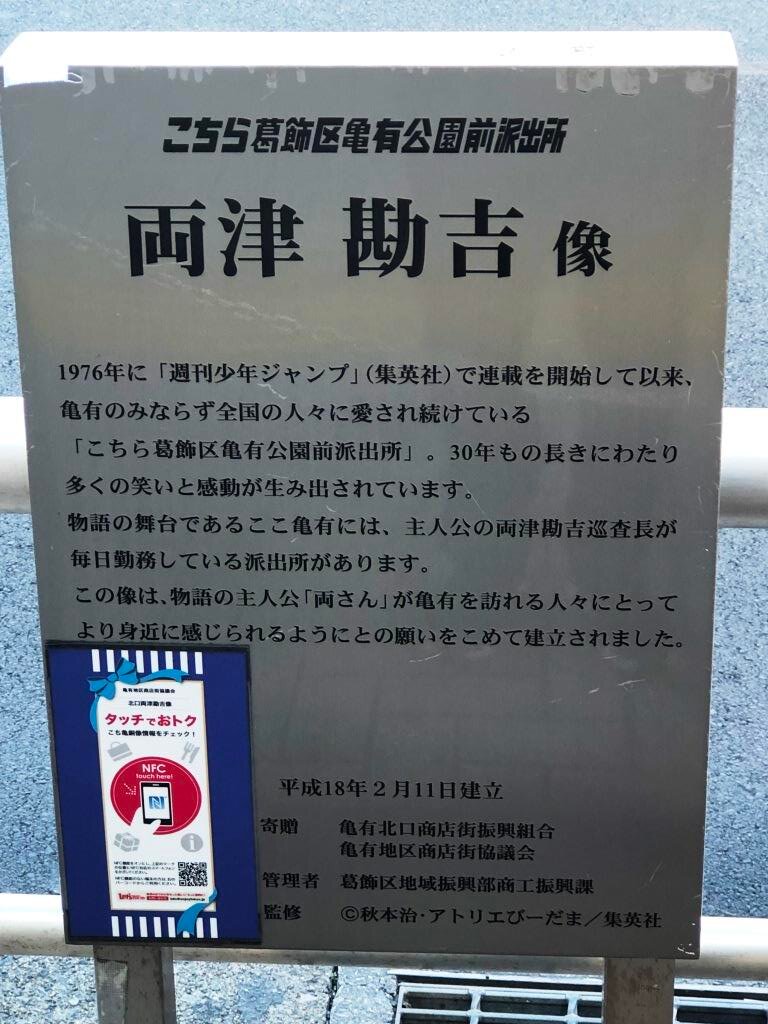 こちら葛飾区亀有公園前派出所
両津 勘吉 像
1976年に「週刊少年ジャンプ」(集英社)で連載を開始して以来、
亀有のみならず全国の人々に愛され続けている
「こちら葛飾区亀有公園前派出所」。30年もの長きにわたり
多くの笑いと感動が生み出されています。
物語の舞台であるここ亀有には、主人公の両津勘吉巡査長が
毎日勤務している派出所があります。
この像は、物語の主人公「両さん」が亀有を訪れる人々にとって
より身近に感じられるようにとの願いをこめて建立されました。
平成18年2月11日建立
寄贈 亀有北口商店街振興組合
亀有地区商店街協議会
管理者 葛飾区地域振興部商工振興課
監修 ©秋本治・アトリエびーだま/集英社
亀有地区商店街協議会
北口両津勘吉像
タッチでおトク
こち亀銅像情報をチェック!
NFC
touch here!